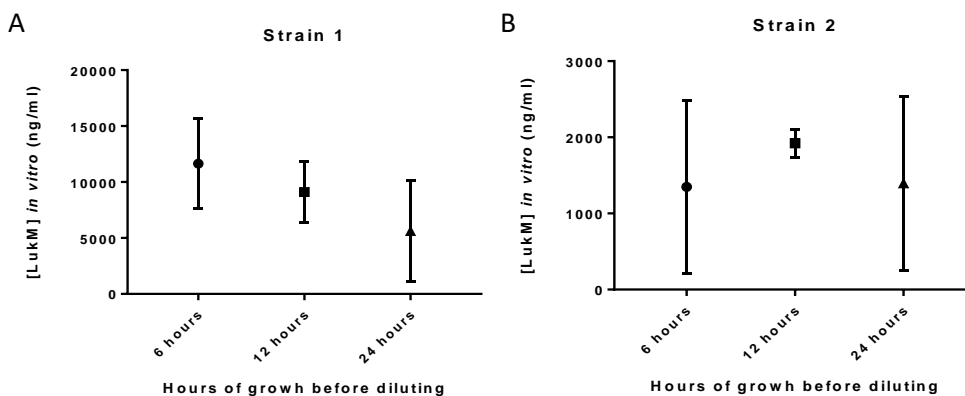 A
Strain 1
[LukM] in vitro (ng/ml)
20000
15000
10000
5000
0
6 hours
12 hours
24 hours
Hours of growth before diluting
B
Strain 2
[LukM] in vitro (ng/ml)
3000
2000
1000
0
6 hours
12 hours
24 hours
Hours of growth before diluting